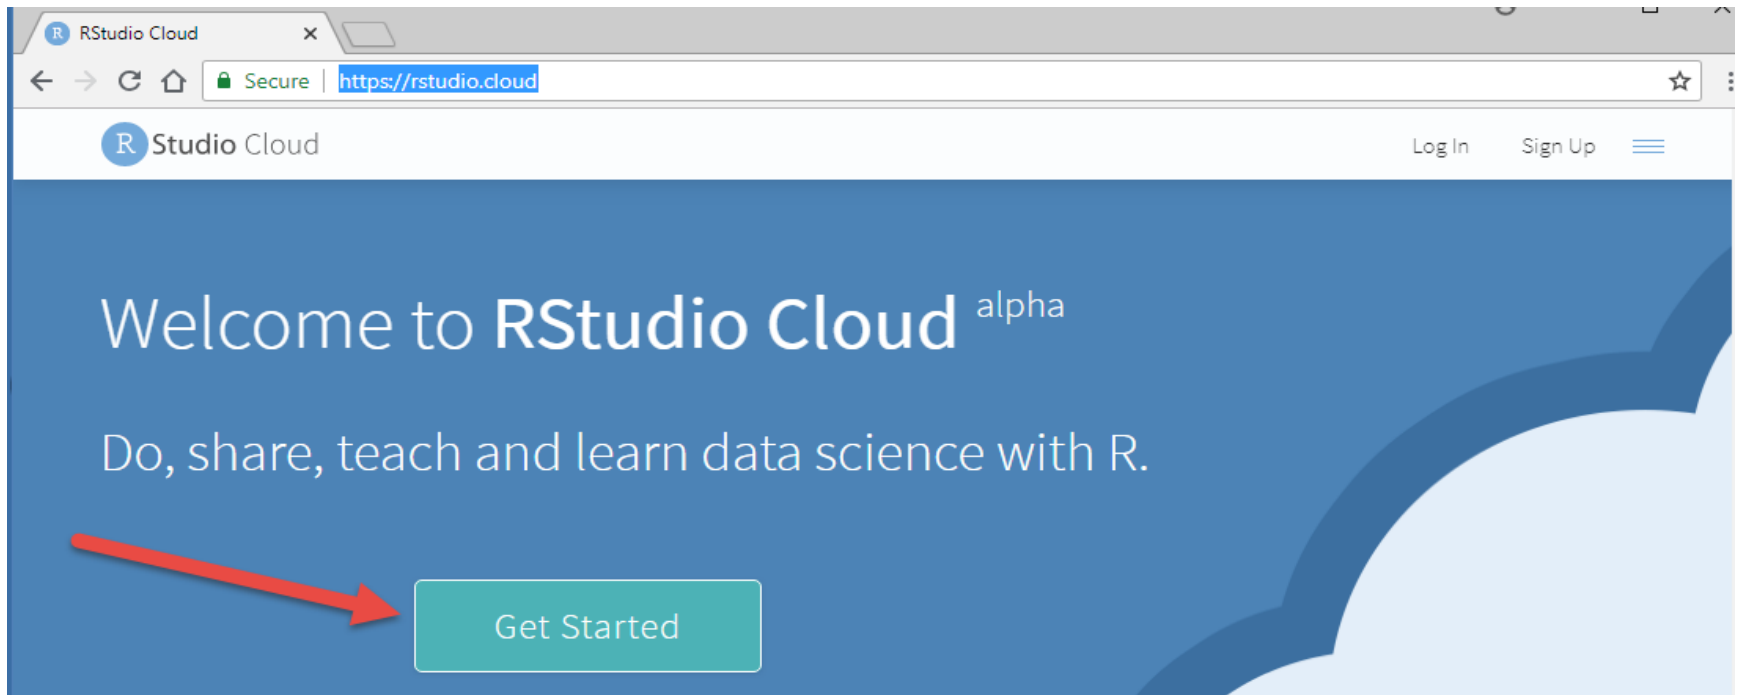 R RStudio Cloud
Secure https://rstudio.cloud
R Studio Cloud Log In Sign Up
Welcome to RStudio Cloud alpha
Do, share, teach and learn data science with R.
Get Started